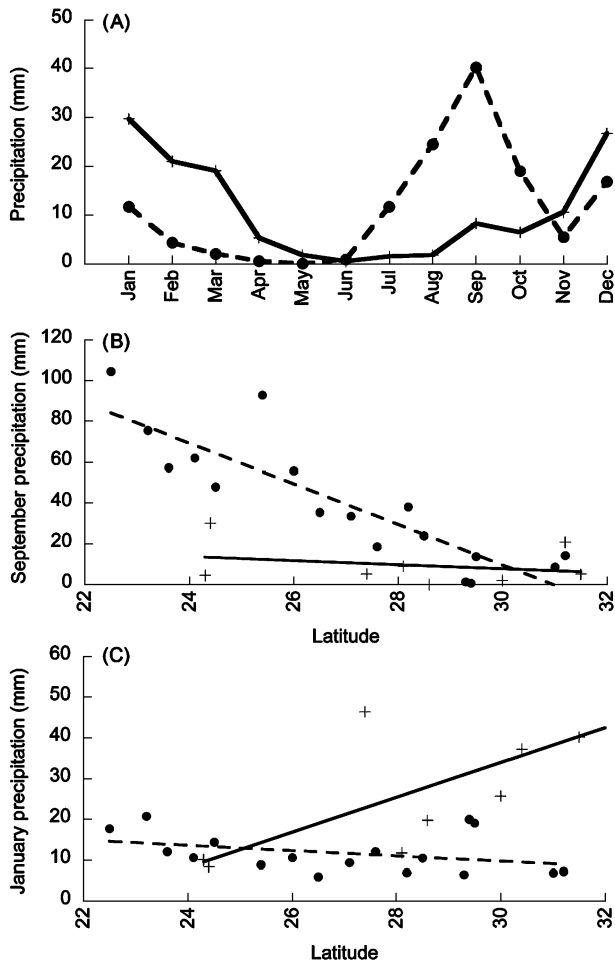 (A)
Precipitation (mm)
50
40
30
20
10
0
Jan Feb Mar Apr May Jun Jul Aug Sep Oct Nov Dec
(B)
September precipitation (mm)
120
100
80
60
40
20
0
22 24 26 28 30 32
Latitude
(C)
January precipitation (mm)
60
50
40
30
20
10
0
22 24 26 28 30 32
Latitude